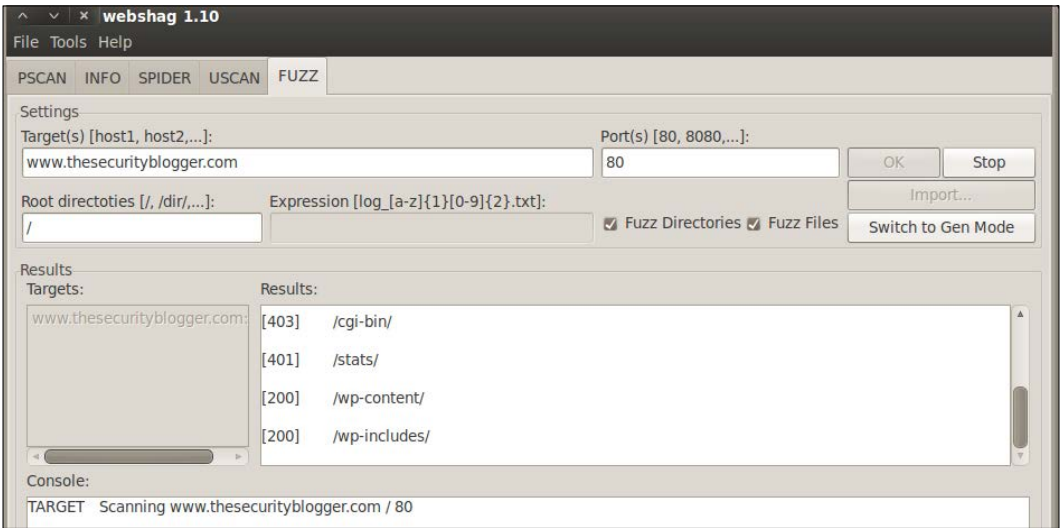 webshag 1.10
File Tools Help
PSCAN INFO SPIDER USCAN FUZZ
Settings
Target(s) [host1, host2,...]: Port(s) [80, 8080,...]:
www.thesecurityblogger.com 80 OK Stop
Import...
Root directoties [/, /dir/,...]: Expression [log_[a-z]{1}[0-9]{2}.txt]:
/ Fuzz Directories Fuzz Files Switch to Gen Mode
Results
Targets: Results:
www.thesecurityblogger.com: [403] /cgi-bin/
[401] /stats/
[200] /wp-content/
[200] /wp-includes/
Console:
TARGET Scanning www.thesecurityblogger.com / 80